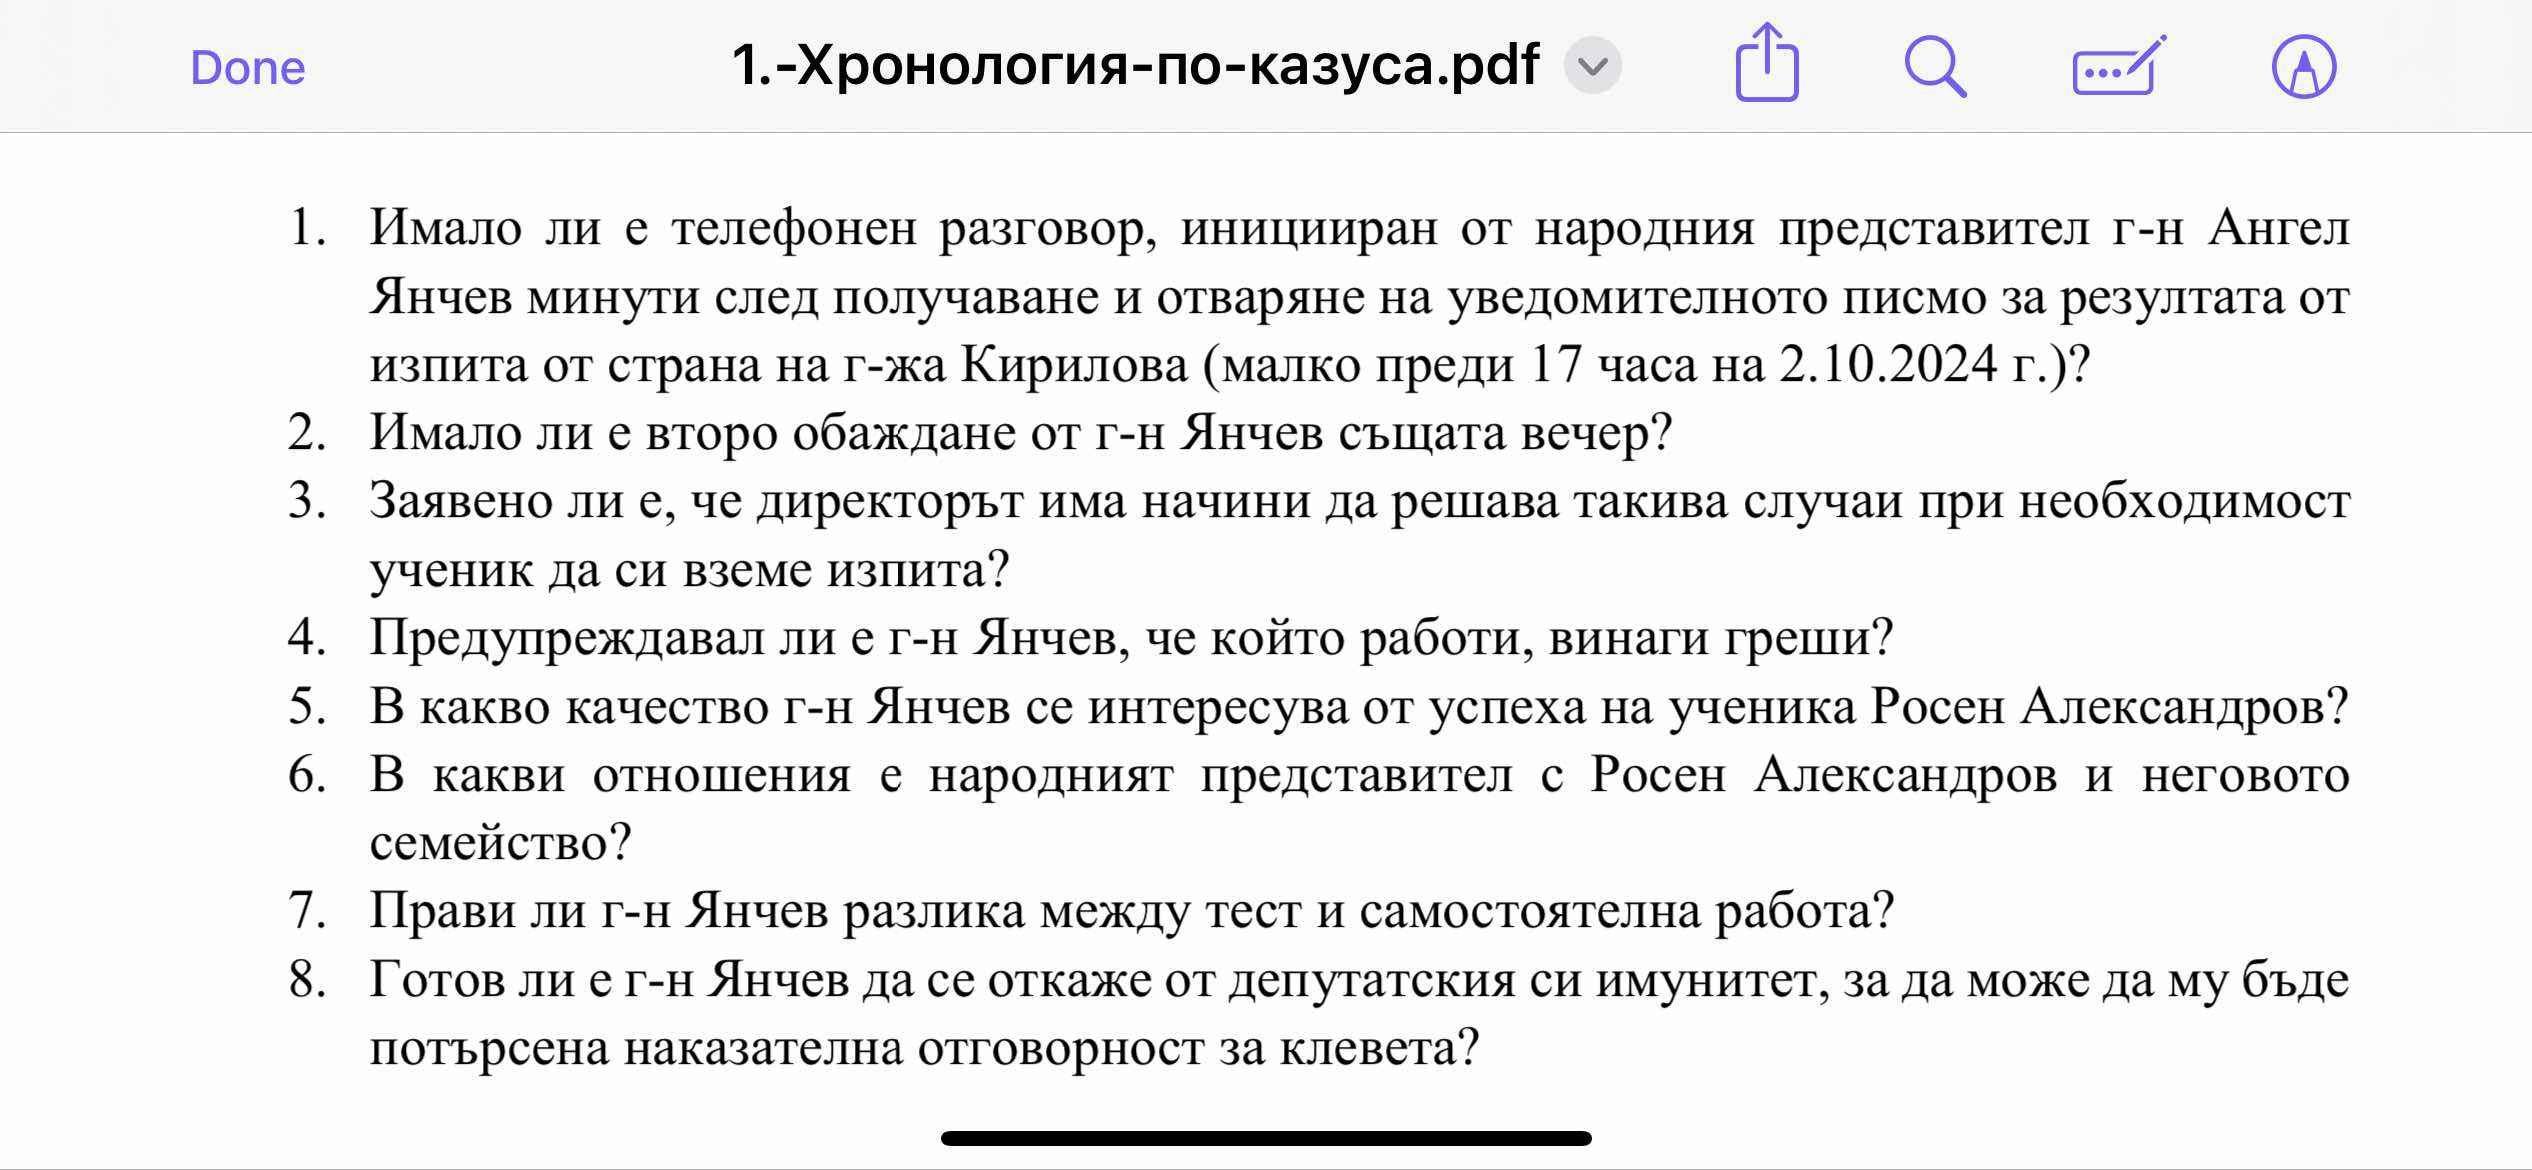 Done
1.-Хронология-по-казуса.pdf
1. Имало ли е телефонен разговор, иницииран от народния представител г-н Ангел
Янчев минути след получаване и отваряне на уведомителното писмо за резултата от
изпита от страна на г-жа Кирилова (малко преди 17 часа на 2.10.2024 г.)?
2. Имало ли е второ обаждане от г-н Янчев същата вечер?
3. Заявено ли е, че директорът има начини да решава такива случаи при необходимост
ученик да си вземе изпита?
4. Предупреждавал ли е г-н Янчев, че който работи, винаги греши?
5. В какво качество г-н Янчев се интересува от успеха на ученика Росен Александров?
6. В какви отношения е народният представител с Росен Александров и неговото
семейство?
7. Прави ли г-н Янчев разлика между тест и самостоятелна работа?
8. Готов ли е г-н Янчев да се откаже от депутатския си имунитет, за да може да му бъде
потърсена наказателна отговорност за клевета?